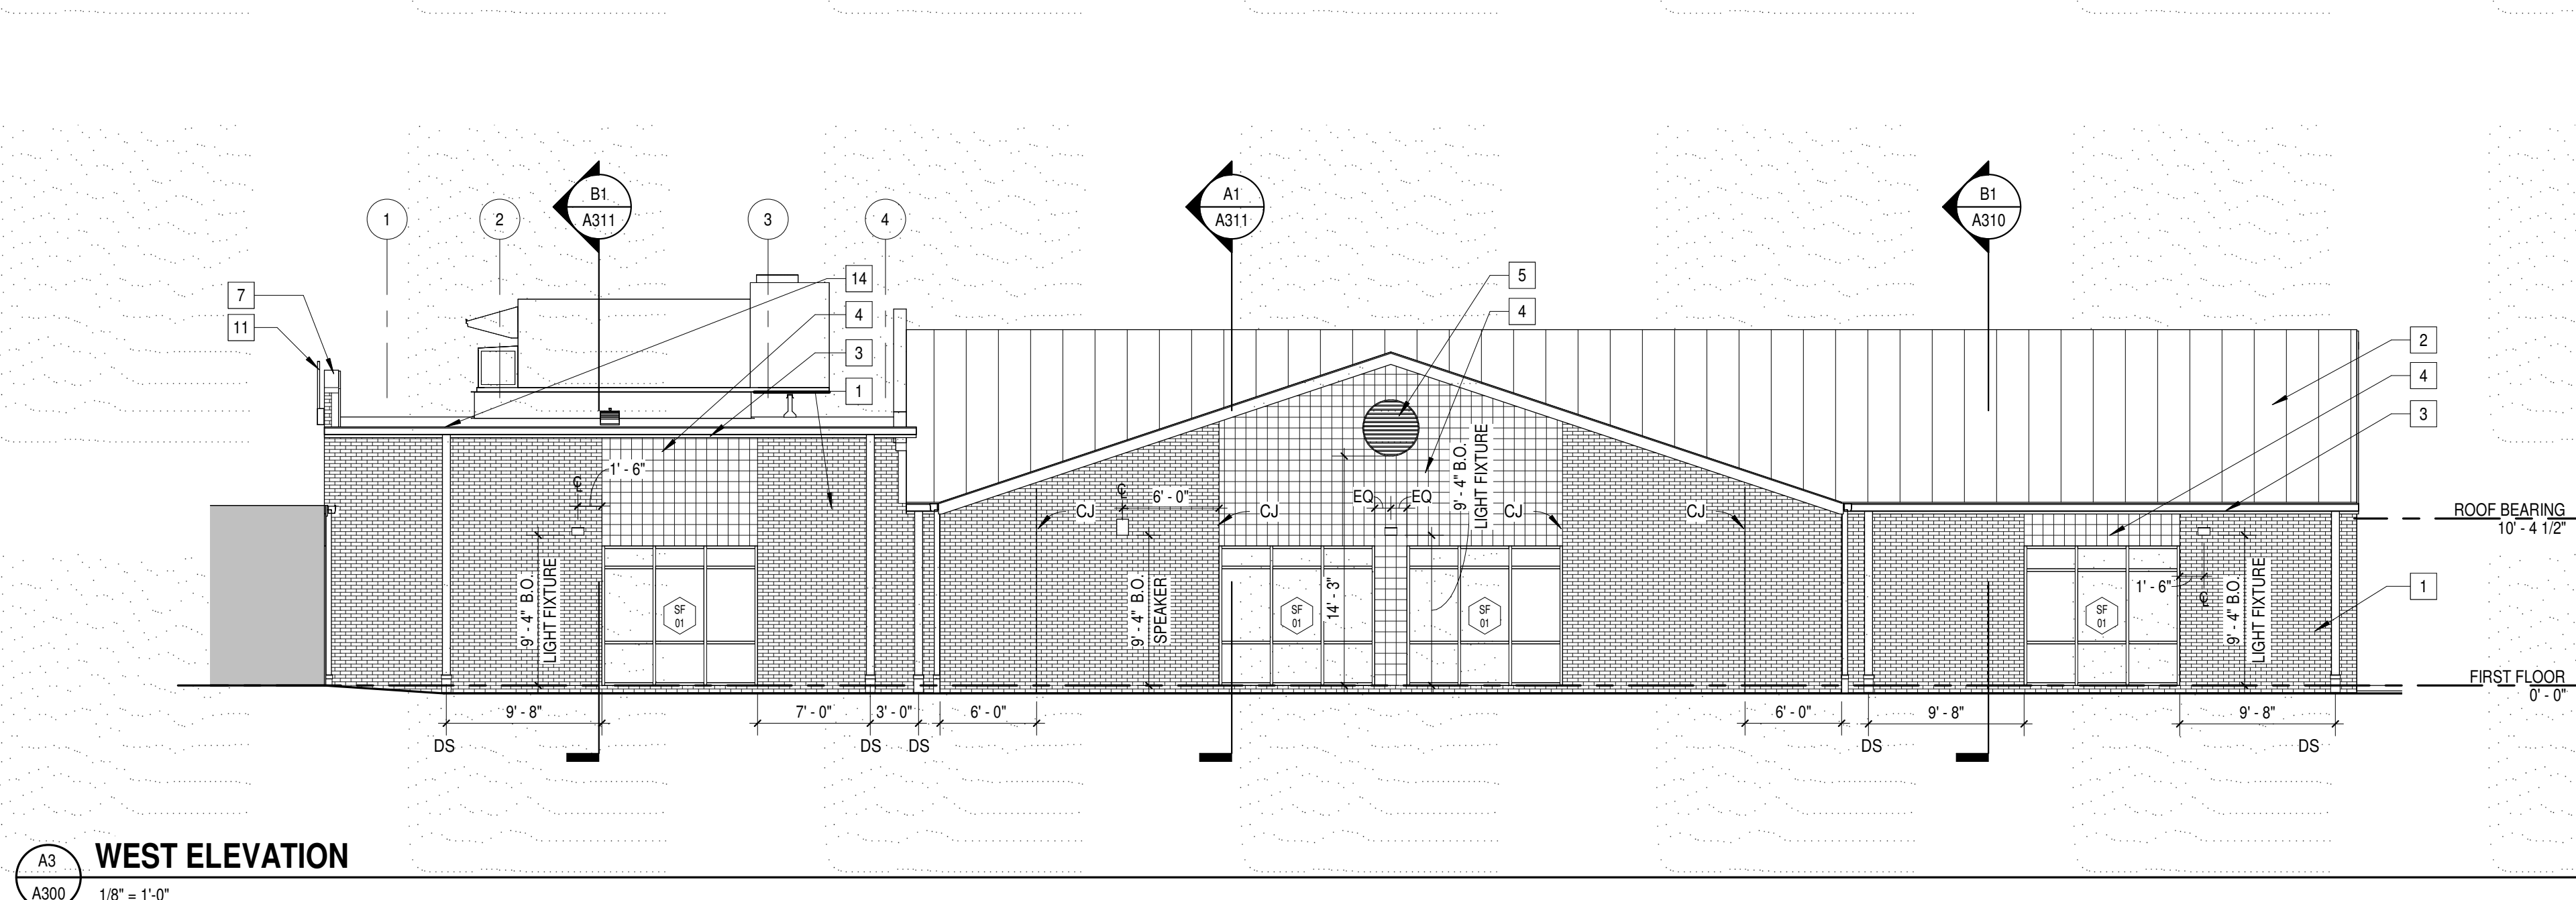 B1
A311
A1
A311
B1
A310
1
2
3
4
14
5
7
4
4
11
2
3
4
1
3
1' - 6"
9' - 4" B.O.
LIGHT FIXTURE
℄
6' - 0"
EQ
EQ
℄
CJ
CJ
CJ
CJ
ROOF BEARING
10' - 4 1/2"
9' - 4" B.O.
LIGHT FIXTURE
SF
01
9' - 4" B.O.
SPEAKER
SF
01
14' - 3"
SF
01
SF
01
1' - 6"
℄
9' - 4" B.O.
LIGHT FIXTURE
1
FIRST FLOOR
0' - 0"
9' - 8"
7' - 0"
3' - 0"
6' - 0"
6' - 0"
9' - 8"
9' - 8"
DS
DS
DS
DS
DS
A3
A300
WEST ELEVATION
1/8" = 1'-0"